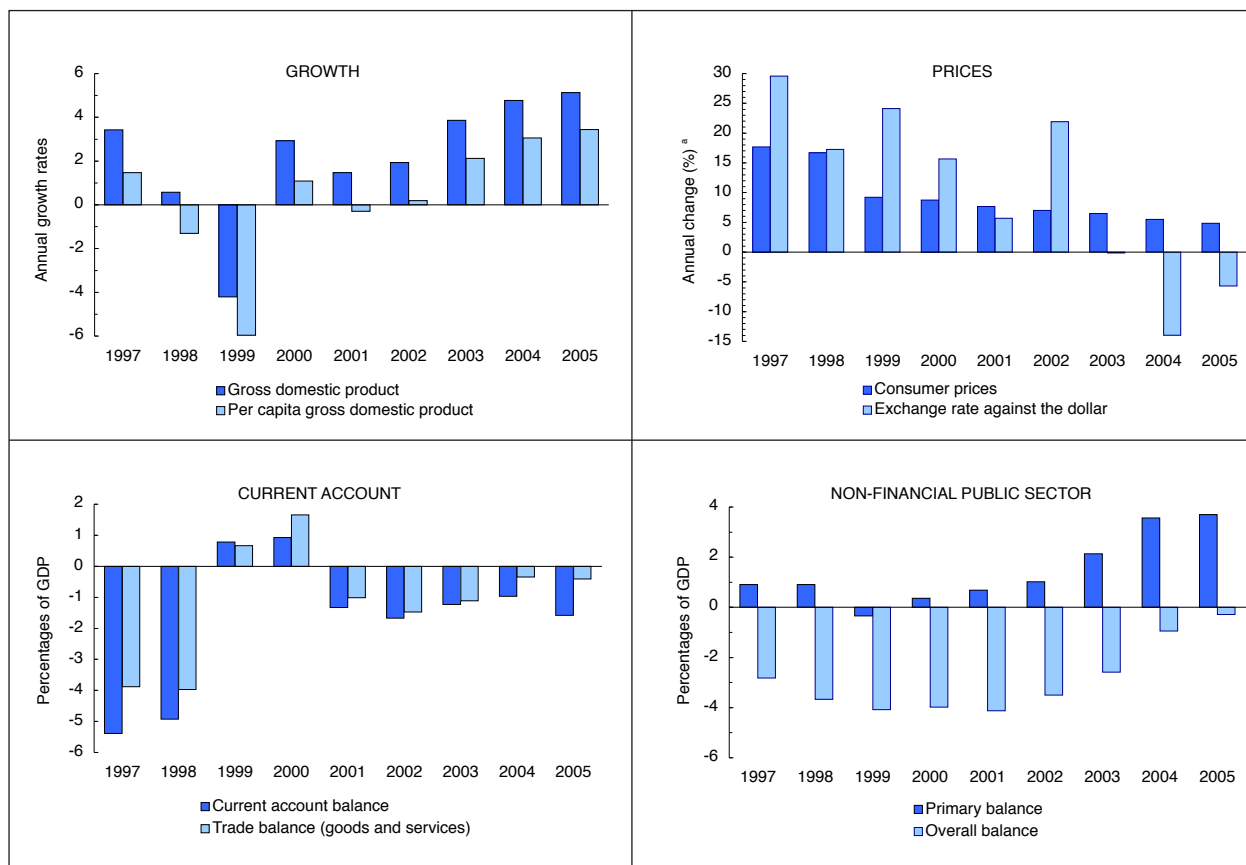 GROWTH
Annual growth rates
6
4
2
0
-2
-4
-6
1997 1998 1999 2000 2001 2002 2003 2004 2005
Gross domestic product
Per capita gross domestic product
PRICES
Annual change (%) a
30
25
20
15
10
5
0
-5
-10
-15
1997 1998 1999 2000 2001 2002 2003 2004 2005
Consumer prices
Exchange rate against the dollar
CURRENT ACCOUNT
Percentages of GDP
2
1
0
-1
-2
-3
-4
-5
-6
1997 1998 1999 2000 2001 2002 2003 2004 2005
Current account balance
Trade balance (goods and services)
NON-FINANCIAL PUBLIC SECTOR
Percentages of GDP
4
2
0
-2
-4
-6
1997 1998 1999 2000 2001 2002 2003 2004 2005
Primary balance
Overall balance